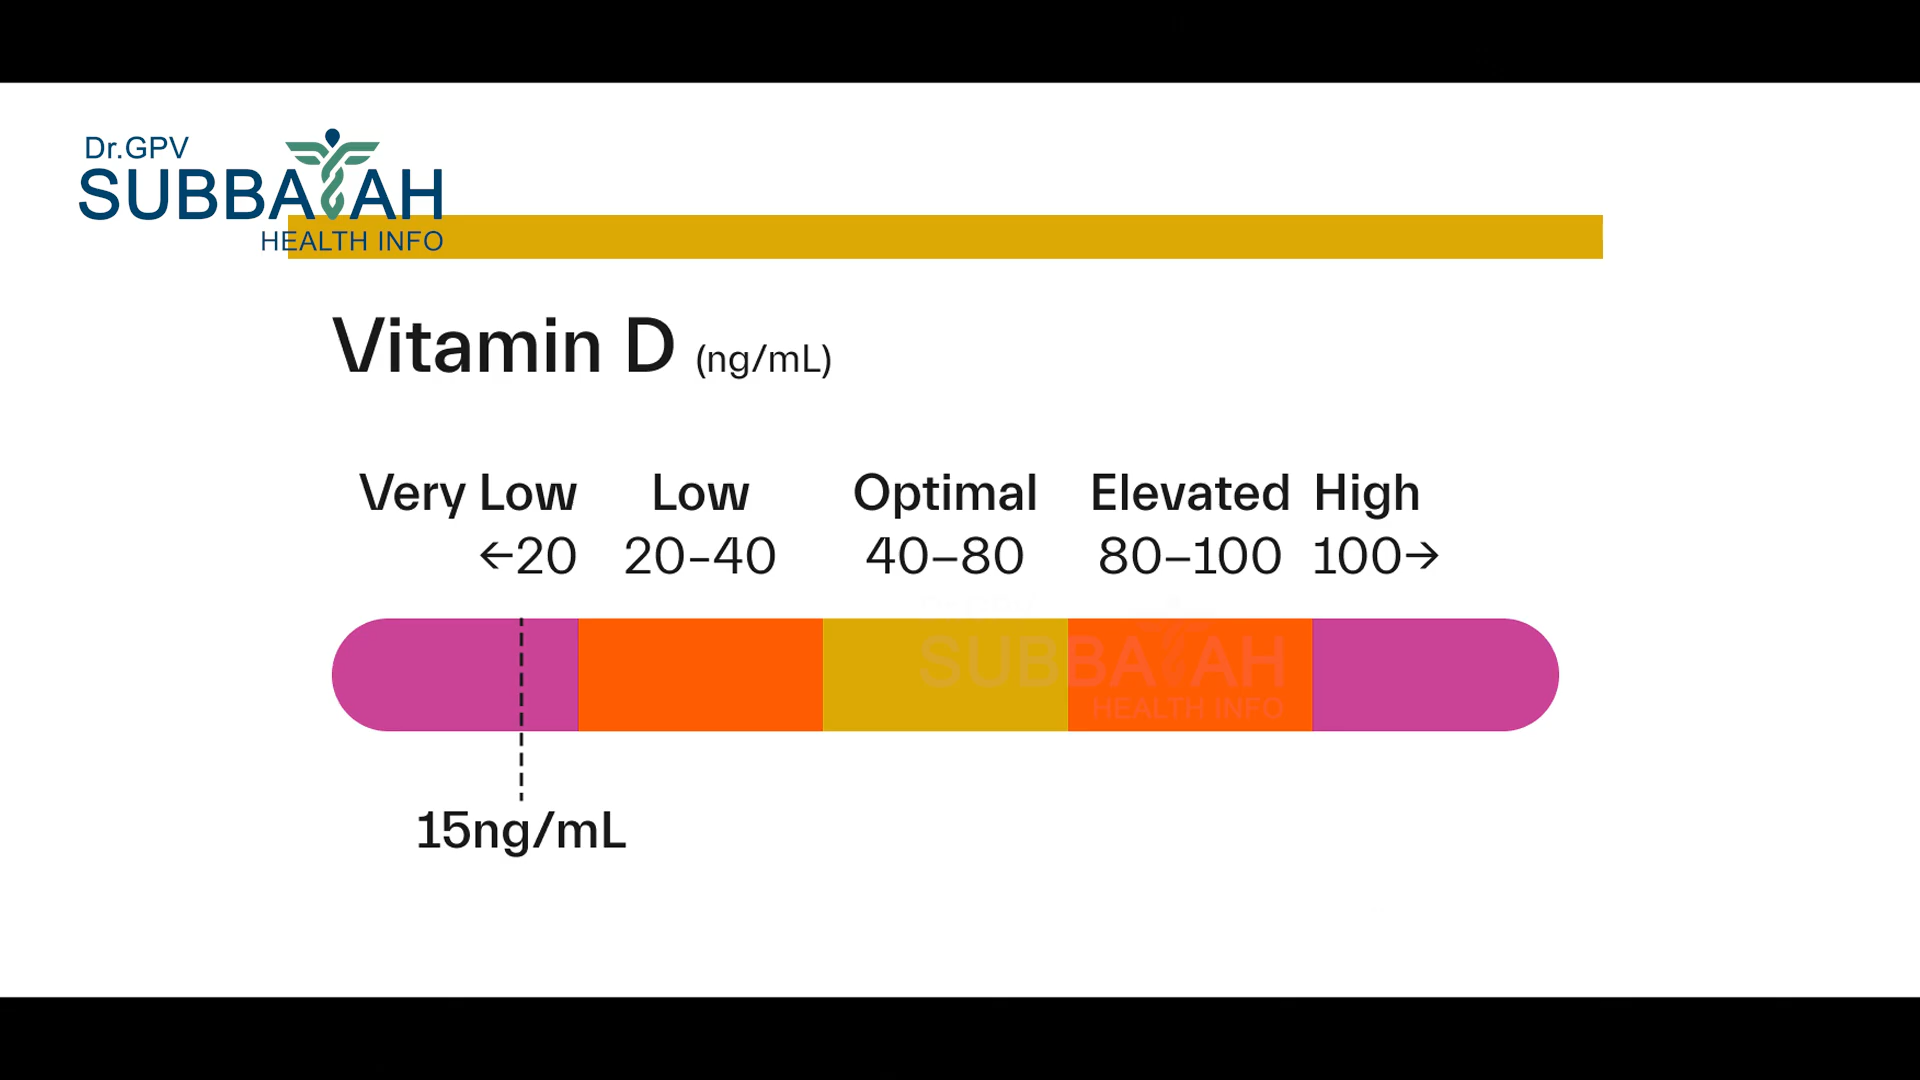 Dr.GPV
SUBBAIAH
HEALTH INFO
Vitamin D (ng/mL)
Very Low Low Optimal Elevated High
←20 20–40 40–80 80–100 100→
SUBBAIAH
HEALTH INFO
15ng/mL